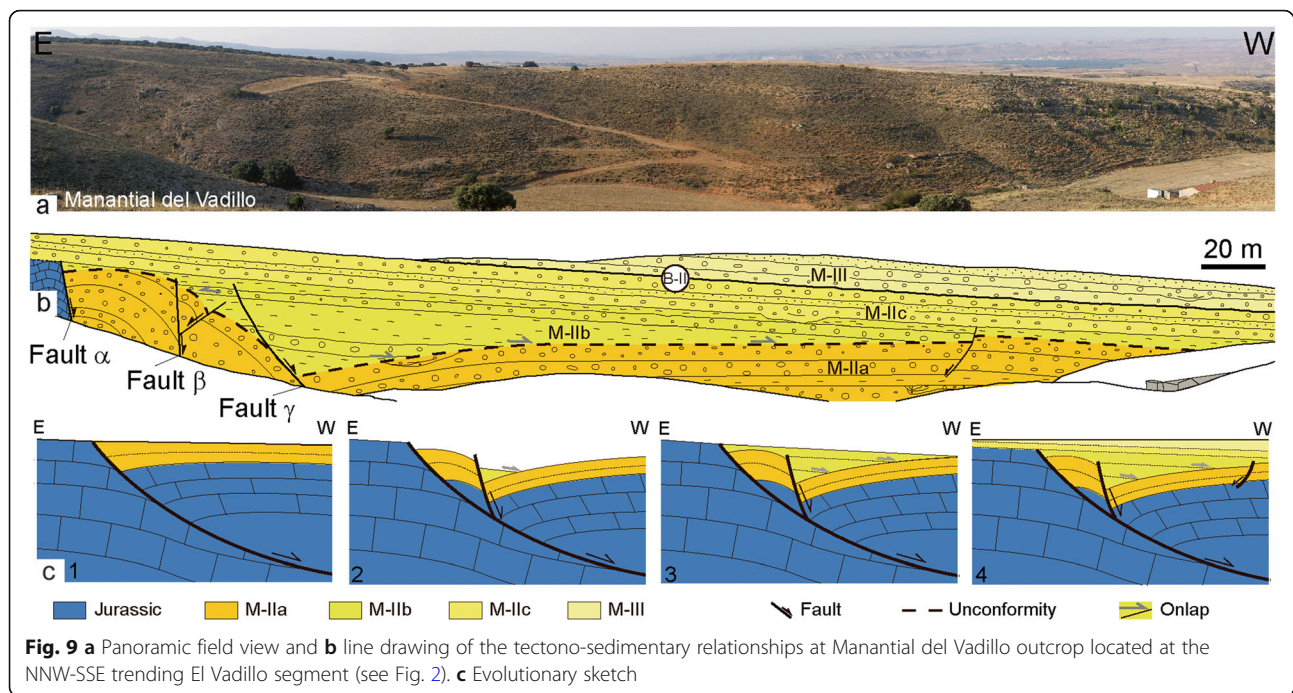 E
W
a Manantial del Vadillo
20 m
B-II
M-III
b
M-IIc
M-IIb
Fault α
M-IIa
Fault β
Fault γ
E W E W E W E W
c 1 2 3 4
Jurassic M-IIa M-IIb M-IIc M-III Fault Unconformity Onlap
Fig. 9 a Panoramic field view and b line drawing of the tectono-sedimentary relationships at Manantial del Vadillo outcrop located at the
NNW-SSE trending El Vadillo segment (see Fig. 2). c Evolutionary sketch